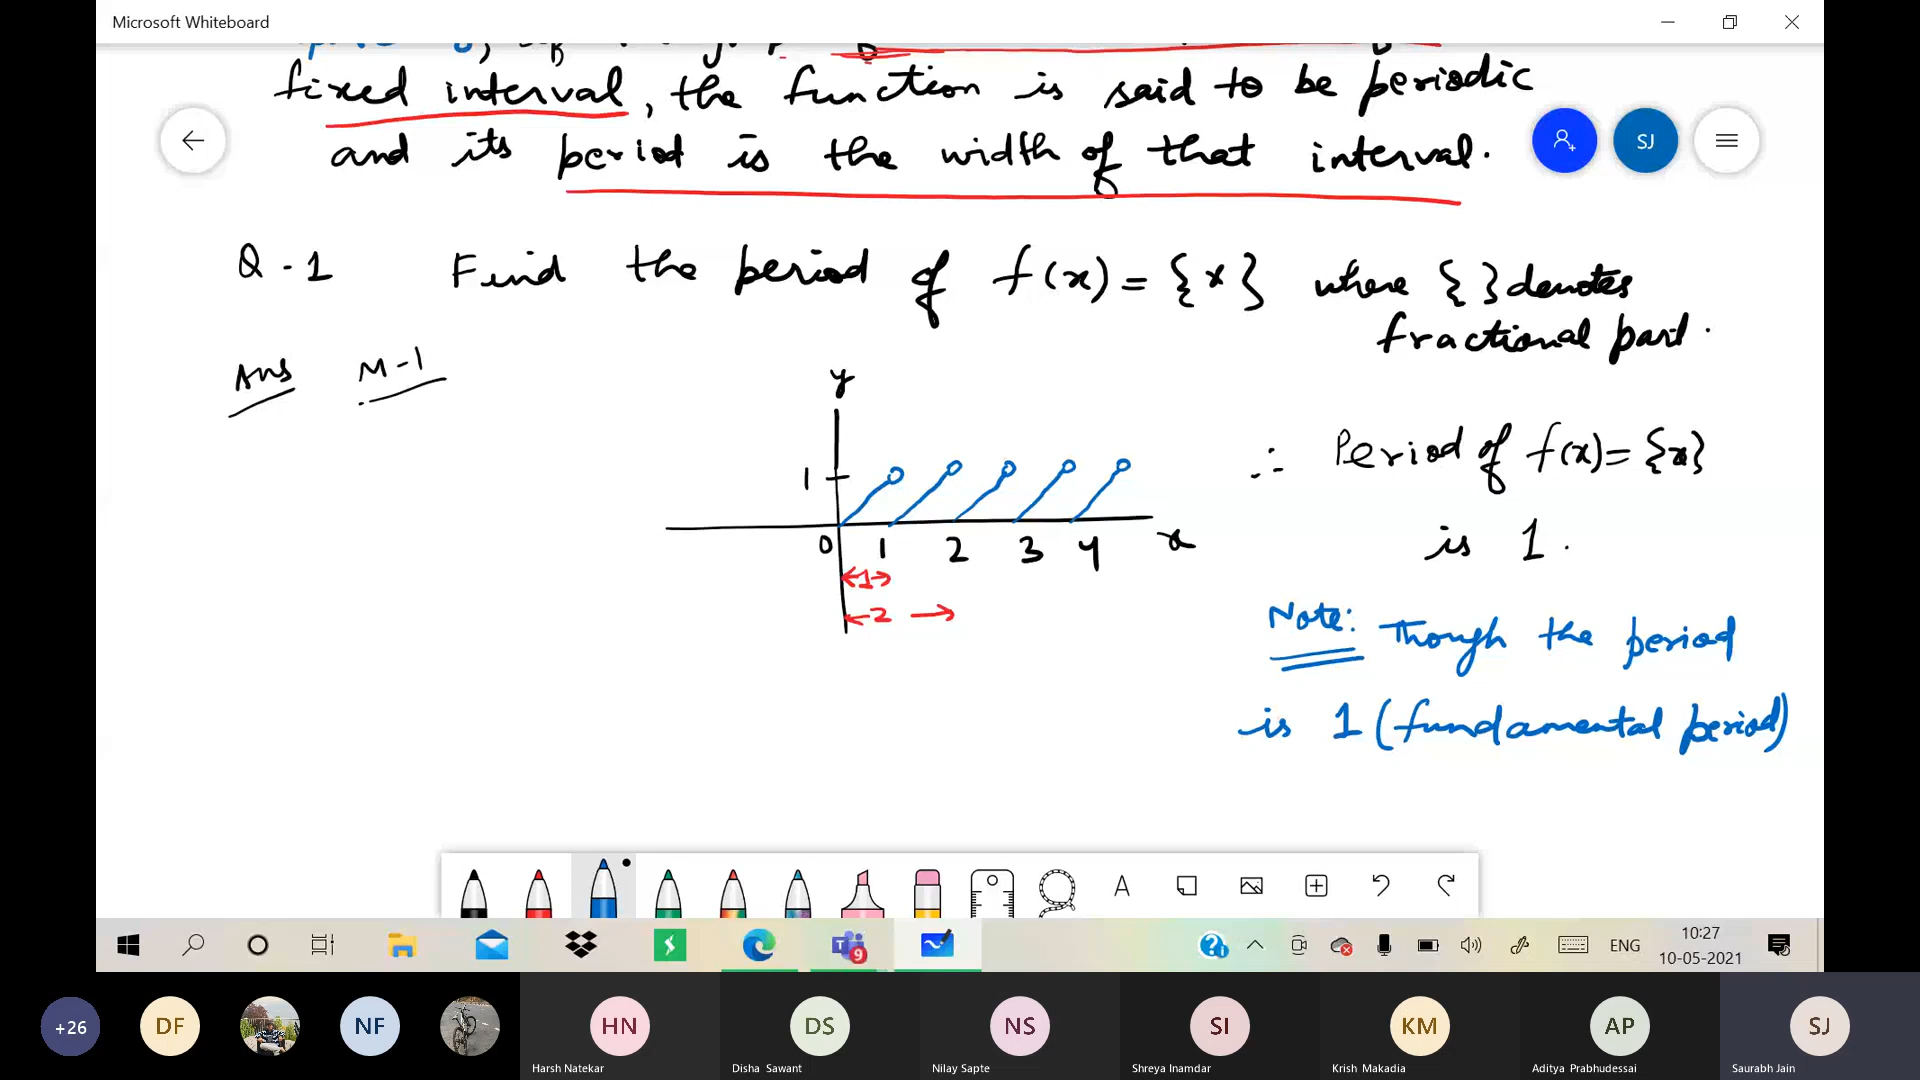 Microsoft Whiteboard
fixed interval, the function is said to be periodic
and its period is the width of that interval.
SJ
Q-1 Find the period of f(x) = {x} where { } denotes
fractional part.
Ans M-1
y
1
0 1 2 3 4 x
1
2
∴ Period of f(x) = {x}
is 1.
Note: Though the period
is 1 (fundamental period)
A
9
ENG
10:27
10-05-2021
+26
DF
NF
HN
Harsh Natekar
DS
Disha Sawant
NS
Nilay Sapte
SI
Shreya Inamdar
KM
Krish Makadia
AP
Aditya Prabhudessai
SJ
Saurabh Jain